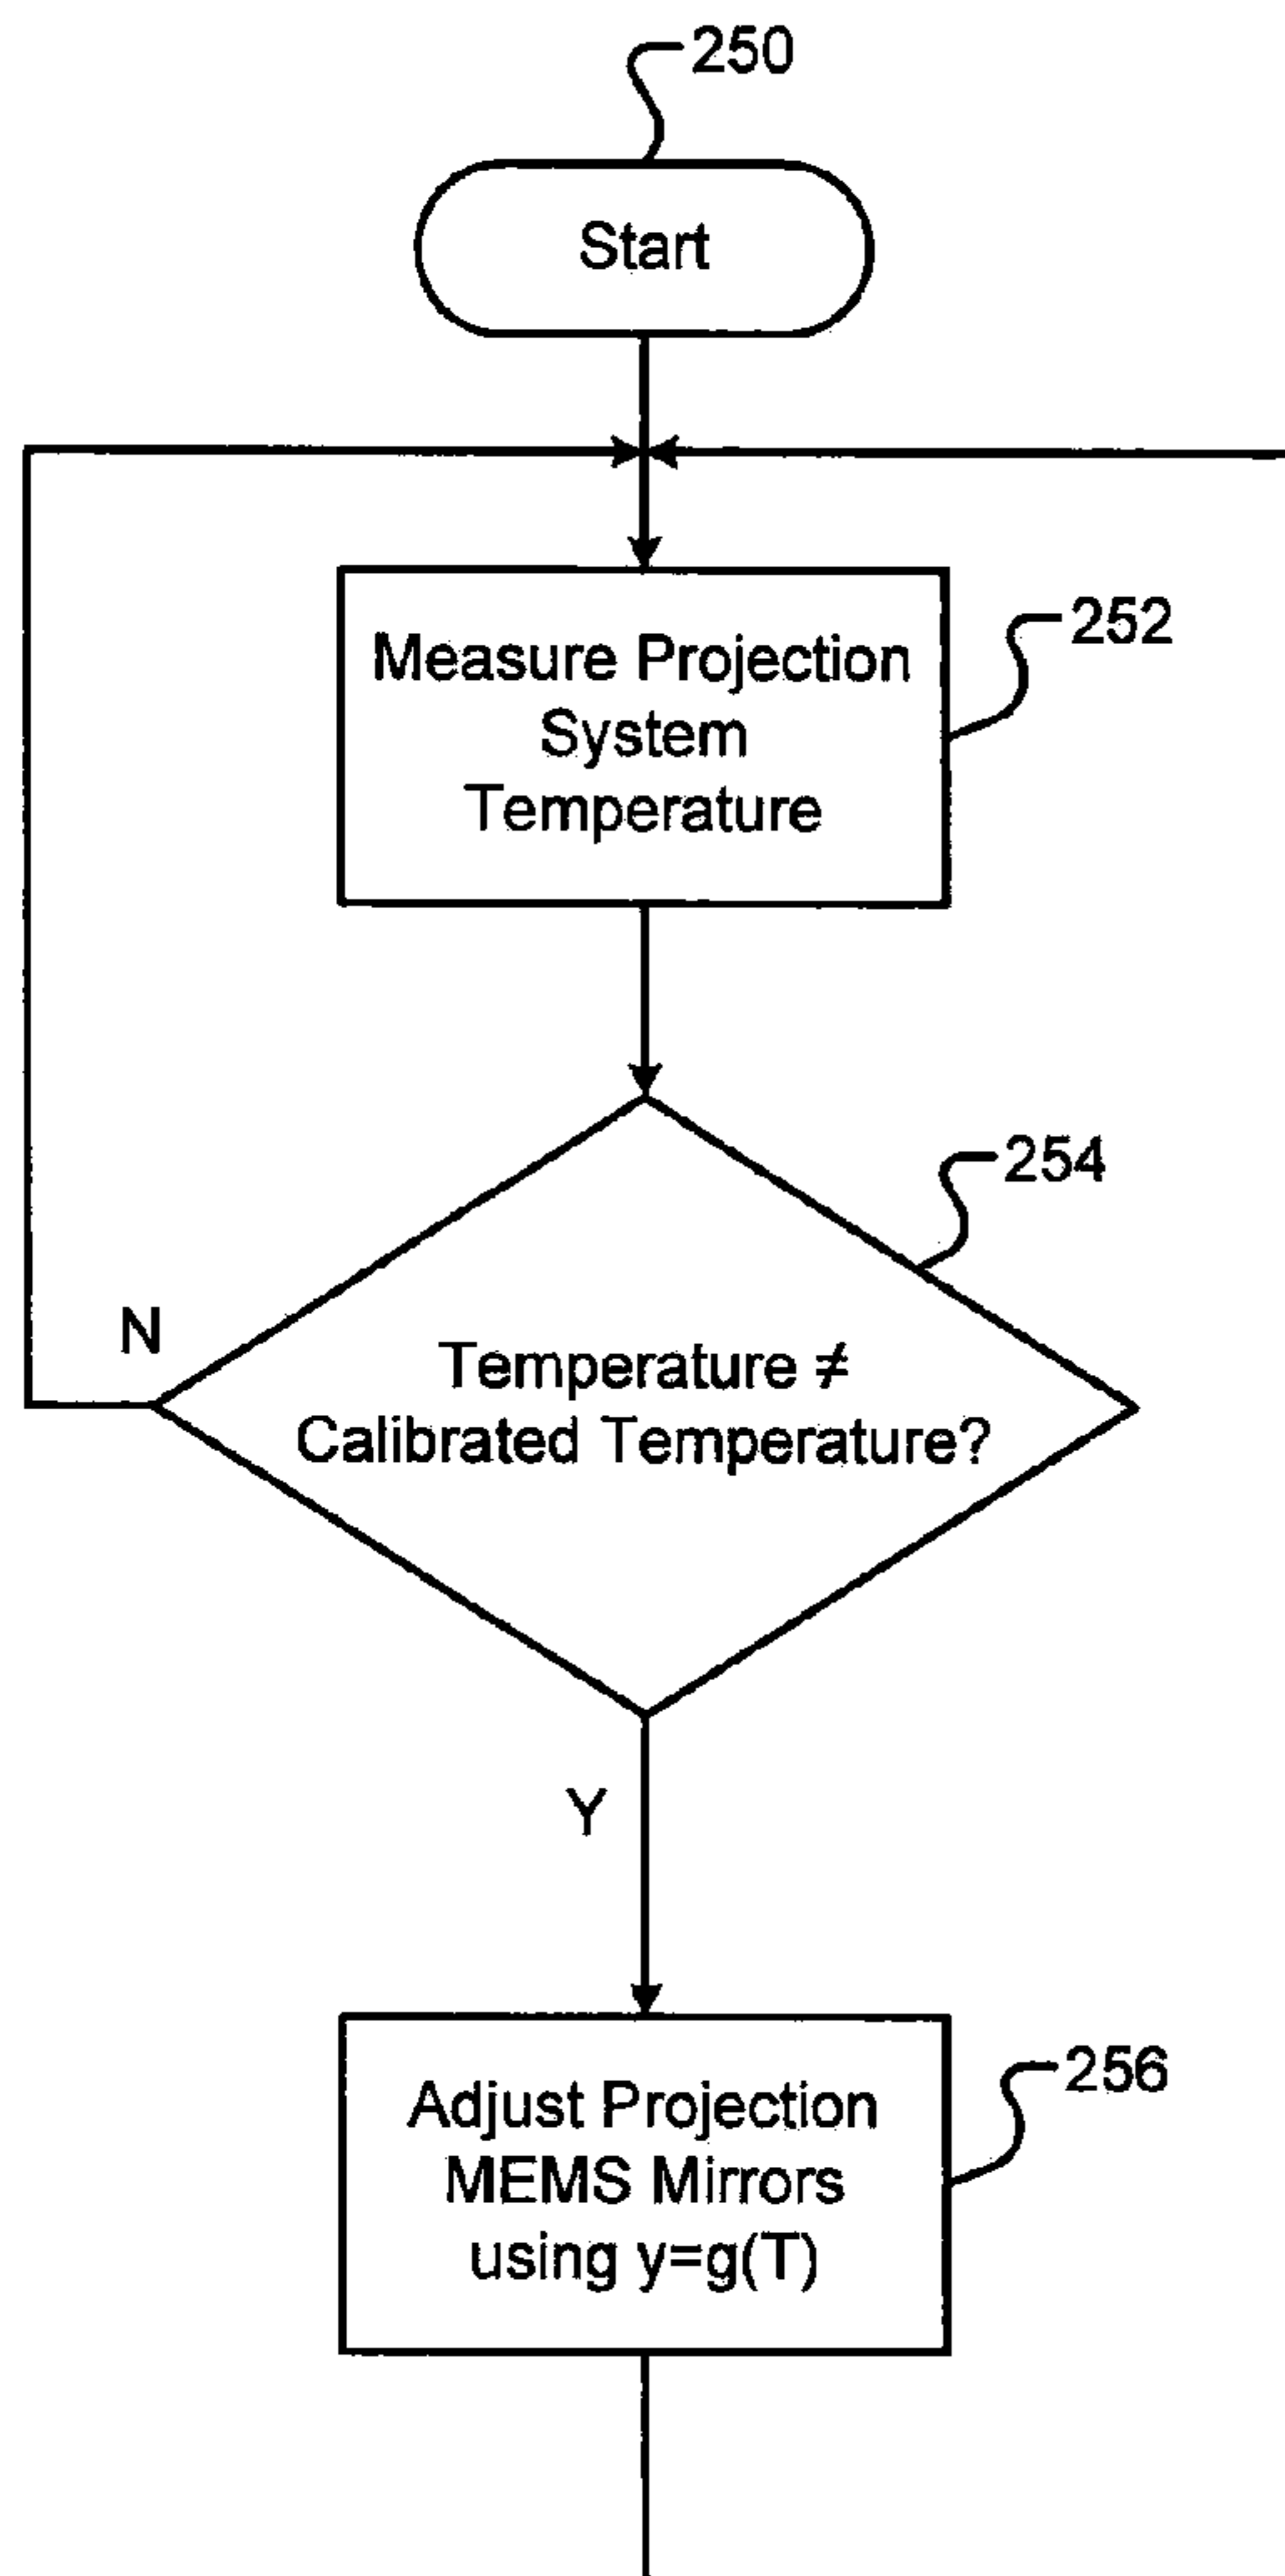 250
Start
Measure Projection
System
Temperature
252
254
N
Temperature ≠
Calibrated Temperature?
Y
Adjust Projection
MEMS Mirrors
using y=g(T)
256